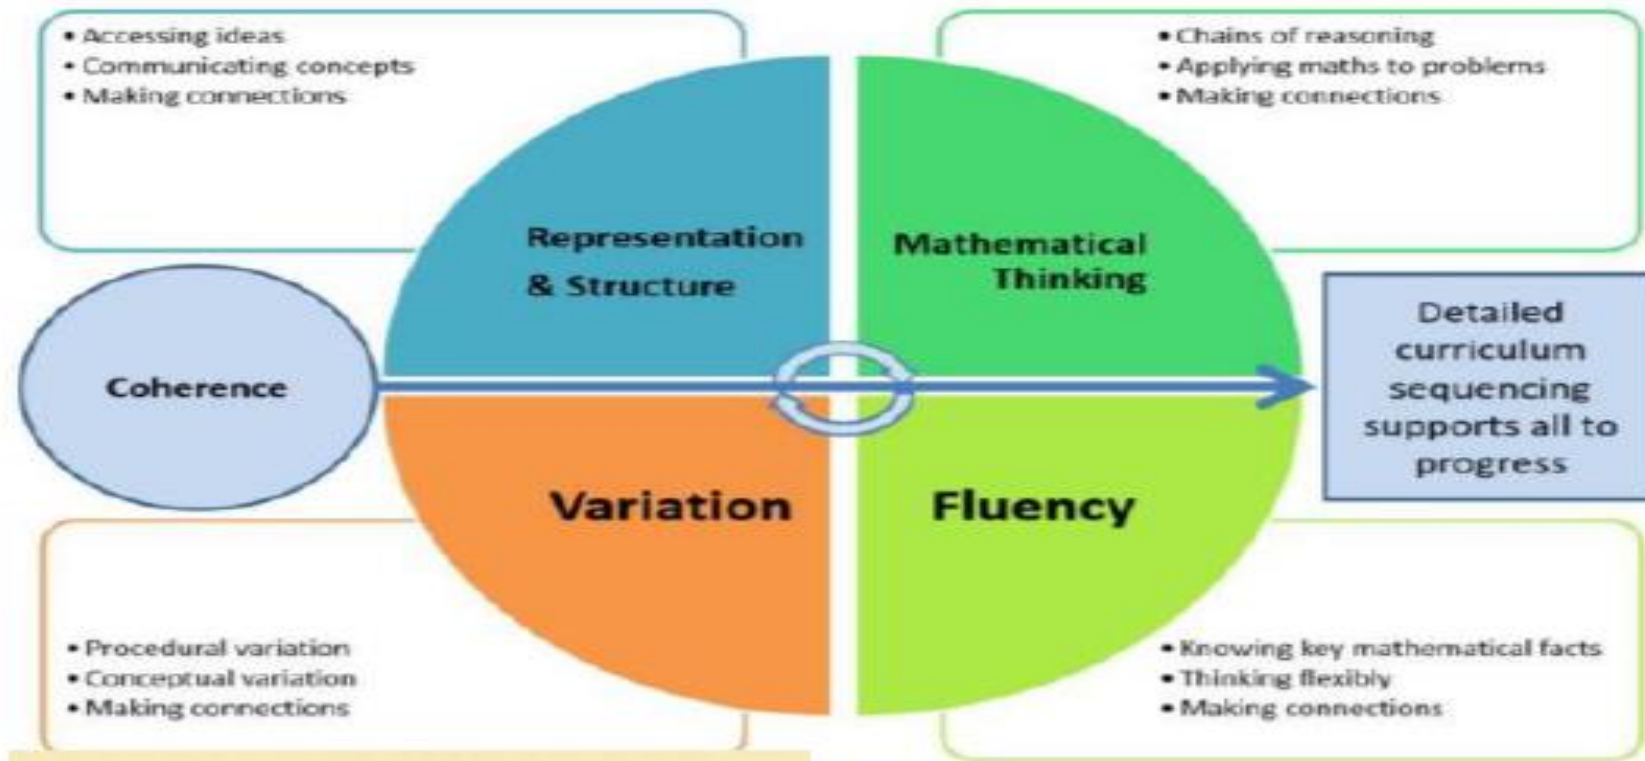 • Accessing ideas
• Communicating concepts
• Making connections
• Chains of reasoning
• Applying maths to problems
• Making connections
Representation
& Structure
Mathematical
Thinking
Coherence
Detailed
curriculum
sequencing
supports all to
progress
Variation
Fluency
• Procedural variation
• Conceptual variation
• Making connections
• Knowing key mathematical facts
• Thinking flexibly
• Making connections